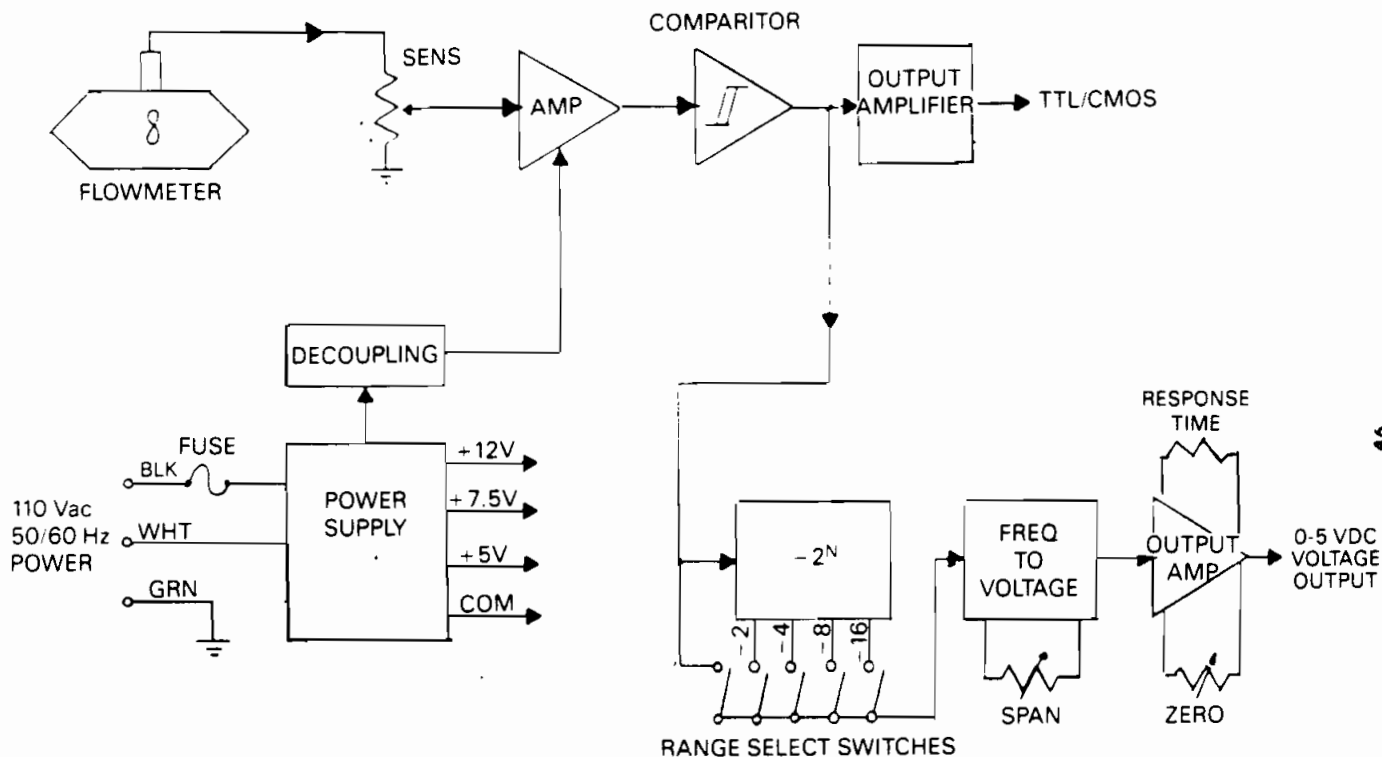 COMPARITOR
SENS
AMP
OUTPUT
AMPLIFIER
TTL/CMOS
8
FLOWMETER
DECOUPLING
FUSE
BLK
110 Vac
50/60 Hz
POWER
WHT
GRN
POWER
SUPPLY
+12V
+7.5V
+5V
COM
-2ᴺ
-2
-4
-8
-16
RANGE SELECT SWITCHES
FREQ
TO
VOLTAGE
SPAN
RESPONSE
TIME
OUTPUT
AMP
ZERO
0-5 VDC
VOLTAGE
OUTPUT